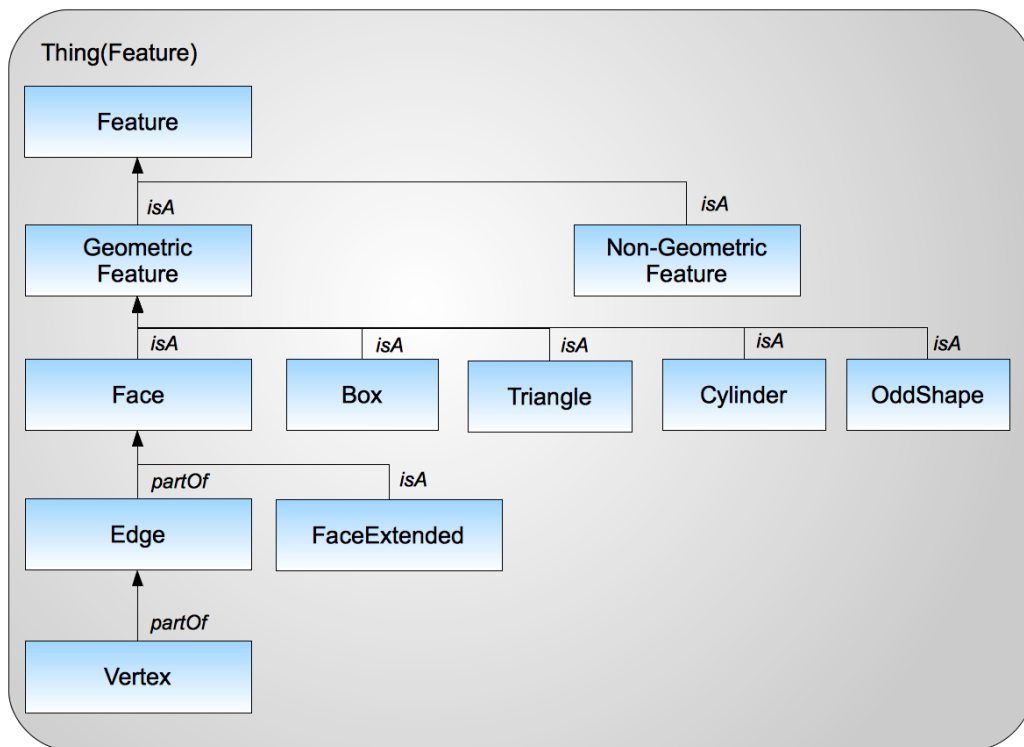 Thing(Feature)
Feature
isA
isA
Geometric
Feature
Non-Geometric
Feature
isA
isA
isA
isA
isA
Face
Box
Triangle
Cylinder
OddShape
partOf
isA
Edge
FaceExtended
partOf
Vertex